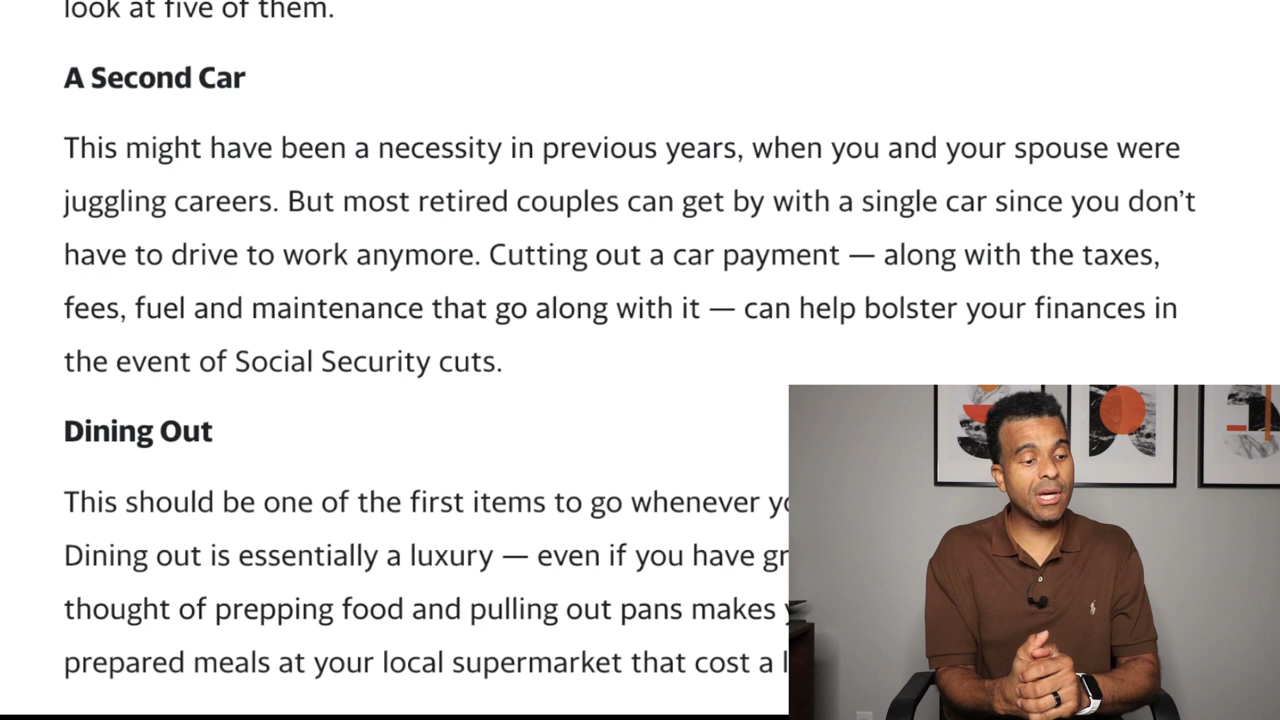 look at five of them.
A Second Car
This might have been a necessity in previous years, when you and your spouse were
juggling careers. But most retired couples can get by with a single car since you don’t
have to drive to work anymore. Cutting out a car payment — along with the taxes,
fees, fuel and maintenance that go along with it — can help bolster your finances in
the event of Social Security cuts.
Dining Out
This should be one of the first items to go whenever
Dining out is essentially a luxury — even if you have
thought of prepping food and pulling out pans makes
prepared meals at your local supermarket that cost a